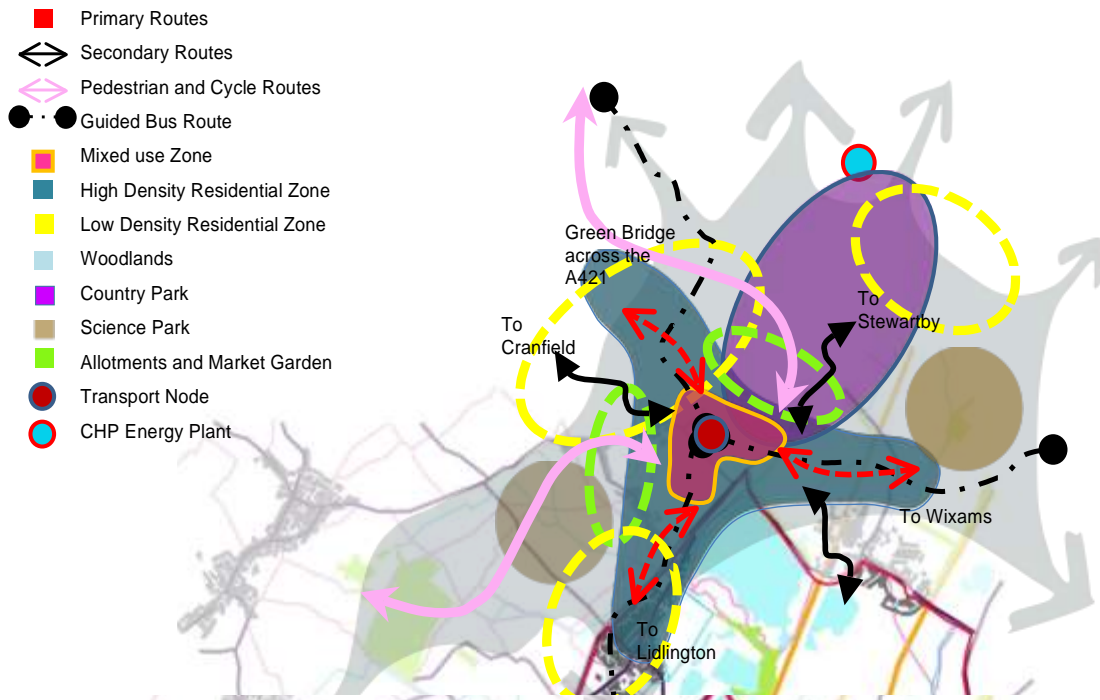 Primary Routes
Secondary Routes
Pedestrian and Cycle Routes
Guided Bus Route
Mixed use Zone
High Density Residential Zone
Low Density Residential Zone
Woodlands
Country Park
Science Park
Allotments and Market Garden
Transport Node
CHP Energy Plant
Green Bridge
across the
A421
To
Stewartby
To
Cranfield
To Wixams
To
Lidlington